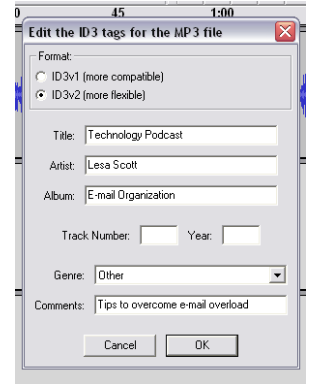 45 1:00
Edit the ID3 tags for the MP3 file
Format:
ID3v1 (more compatible)
ID3v2 (more flexible)
Title: Technology Podcast
Artist: Lesa Scott
Album: E-mail Organization
Track Number: Year:
Genre: Other
Comments: Tips to overcome e-mail overload
Cancel OK